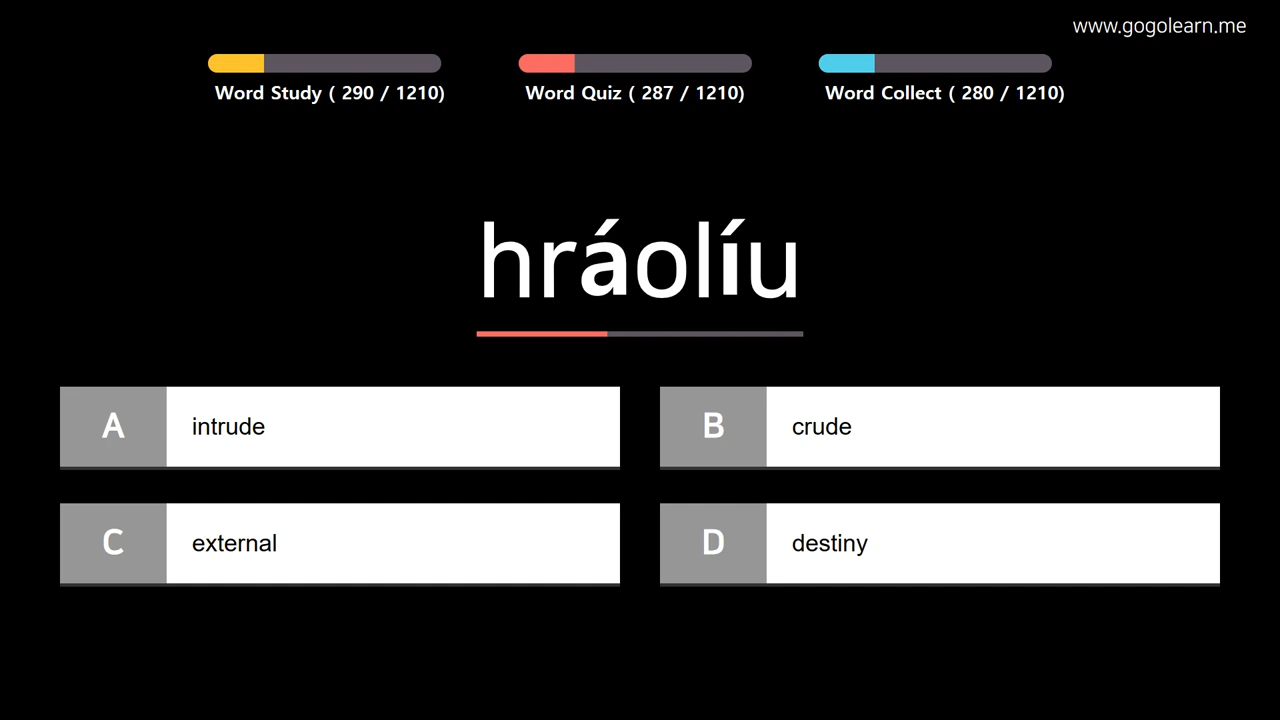 www.gogolearn.me
Word Study ( 290 / 1210)
Word Quiz ( 287 / 1210)
Word Collect ( 280 / 1210)
hráolíu
A intrude
B crude
C external
D destiny